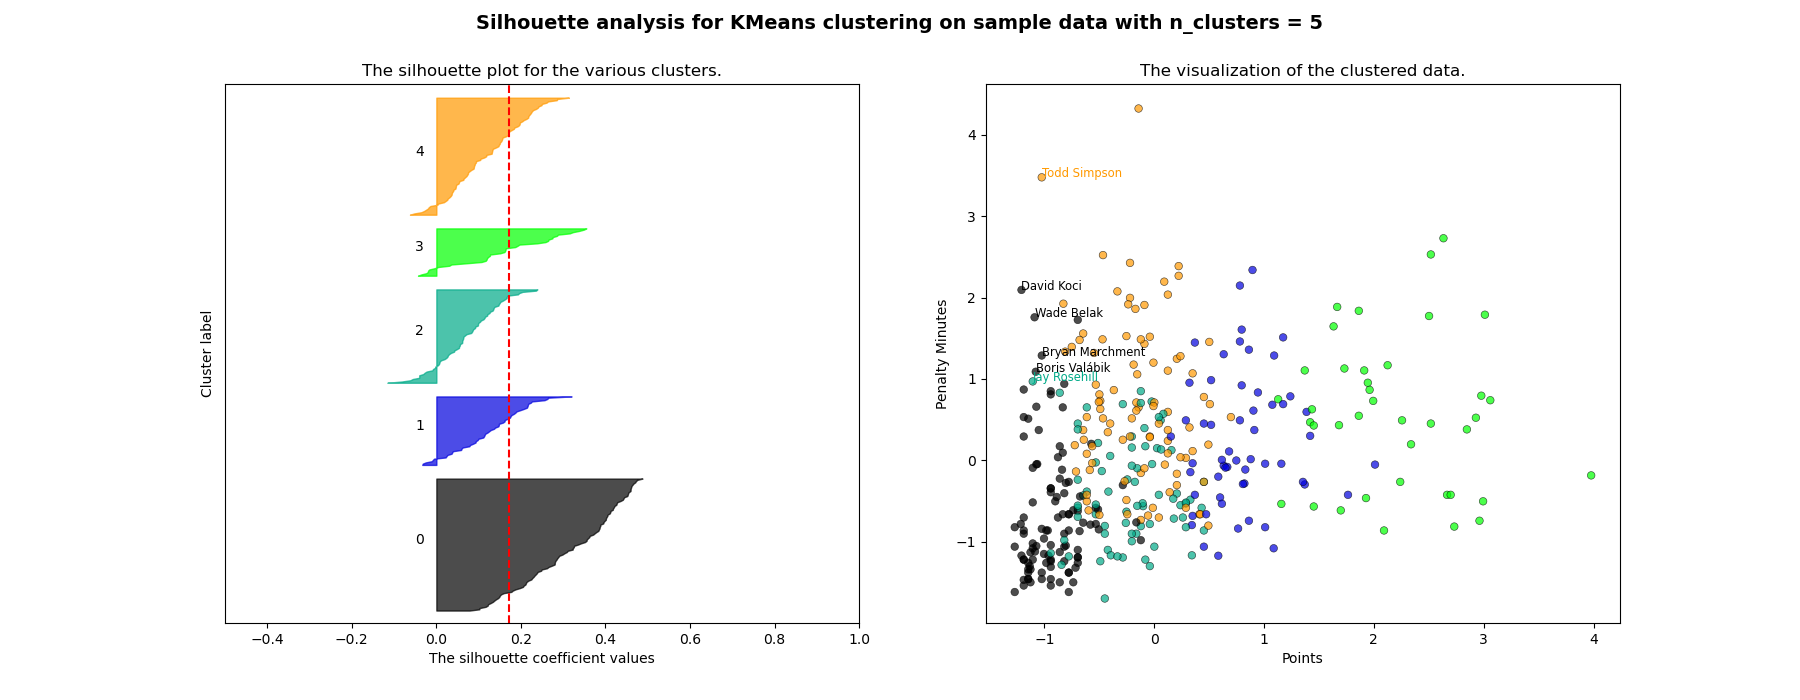 Silhouette analysis for KMeans clustering on sample data with n_clusters = 5
The silhouette plot for the various clusters.
Cluster label
4
3
2
1
0
−0.4 −0.2 0.0 0.2 0.4 0.6 0.8 1.0
The silhouette coefficient values
The visualization of the clustered data.
Penalty Minutes
4
3
2
1
0
−1
Todd Simpson
David Koci
Wade Belak
Bryan Marchment
Boris Valábik
Jay Rosehill
−1 0 1 2 3 4
Points